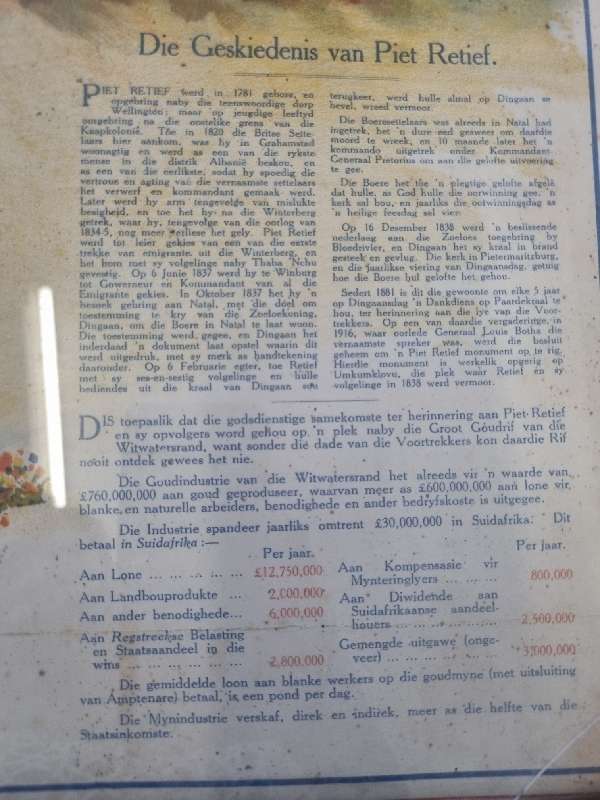 Die Geskiedenis van Piet Retief.
PIET RETIEF werd in 1781 gebore, en
opgebring naby die teenswoordige dorp
Wellington; maar op jeugdige leeftyd
omgebring na die oostelike grens van die
Kaapkolonië. Toe in 1820 die Britse Sette-
laars hier aankom, was hy in Grahamstad
woonagtig en werd as een van die rykste
mense in die distrik Albanië beskou, en
as een van die eerlikste, sodat hy spoedig die
vertroue en agting van die vernaamste settelaars
het verwerf en kommandant gemaak werd.
Later werd hy arm tengevolge van mislukte
besigheid, en toe het hy na die Winterberg
getrek, waar hy, tengevolge van die oorlog van
1834-5, nog meer verliese het gely. Piet Retief
werd tot leier gekies van een van die eerste
trekke van emigrante uit die Winterberg, en
het hom met sy volgelinge naby Thaba Nchu
gevestig. Op 6 Junie 1837 werd hy te Winburg
tot Goewerneur en Kommandant van al die
Emigrante gekies. In Oktober 1837 het hy 'n
besoek gebring aan Natal, met die doel om
toestemming te kry van die Zoeloekoning,
Dingaan, om die Boere in Natal te laat woon.
Die toestemming werd gegee, en Dingaan het
inderdaad 'n dokument laat opstel waarin dit
werd uitgedruk, met sy merk as handtekening
daaronder. Op 6 Februarie egter, toe Retief
met sy ses-en-sestig volgelinge en hulle
bediendes uit die kraal van Dingaan sou
terugkeer, werd hulle almal op Dingaan se
bevel, wreed vermoor.
Die Boeresettelaars was alreeds in Natal had
ingetrek, het 'n dure eed gesweer om daardie
moord te wreek, en 10 maande later het 'n
kommando uitgetrek onder Kommandant-
Generaal Pretorius om aan die gelofte uitvoering
te gee.
Die Boere het die 'n plegtige gelofte afgelê
dat hulle, as God hulle die oorwinning gee, 'n
kerk sal bou, en jaarliks die oorwinningsdag as
'n heilige feesdag sal vier.
Op 16 Desember 1838 werd 'n beslissende
nederlaag aan die Zoeloes toegebring by
Bloedrivier, en Dingaan het sy kraal in brand
gesteek en gevlug. Die kerk in Pietermaritzburg,
en die jaarlikse viering van Dingaansdag, getuig
hoe die Boere hul gelofte het gehou.
Sedert 1881 is dit die gewoonte om elke 5 jaar
op Dingaansdag 'n Dankdiens op Paardekraal te
hou, ter herinnering aan die lye van die Voor-
trekkers. Op een van daardie vergaderinge, in
1916, waar oorlede Generaal Louis Botha die
vernaamste spreker was, werd die besluit
geneem om 'n Piet Retief monument op te rig.
Hierdie monument is werkelik opgerig op
Umkumklovu, die plek waar Retief en sy
volgelinge in 1838 werd vermoor.
DIS toepaslik dat die godsdienstige samekomste ter herinnering aan Piet Retief
en sy opvolgers word gehou op 'n plek naby die Groot Goudrif van die
Witwatersrand, want sonder die dade van die Voortrekkers kon daardie Rif
nooit ontdek gewees het nie.
Die Goudindustrie van die Witwatersrand het alreeds vir 'n waarde van
£760,000,000 aan goud geproduseer, waarvan meer as £600,000,000 aan lone vir
blanke en naturelle arbeiders, benodighede and ander bedryfskoste is uitgegee.
Die Industrie spandeer jaarliks omtrent £30,000,000 in Suidafrika. Dit
betaal in Suidafrika :—
Per jaar.
Aan Lone ... ... ... ... ... £12,750,000
Aan Landbouprodukte ... 2,000,000
Aan ander benodighede... 6,000,000
Aan Regstreekse Belasting
en Staatsaandeel in die
wins ... ... ... ... ... ... 2,800,000
Per jaar.
Aan Kompensasie vir
Mynteringlyers ... ... ... 800,000
Aan Diwidende aan
Suidafrikaanse aandeel-
houers ... ... ... ... ... 2,500,000
Gemengde uitgawe (onge-
veer) ... ... ... ... ... 3,000,000
Die gemiddelde loon aan blanke werkers op die goudmyne (met uitsluiting
van Amptenare) betaal, is een pond per dag.
Die Mynindustrie verskaf, direk en indirek, meer as die helfte van die
Staatsinkomste.